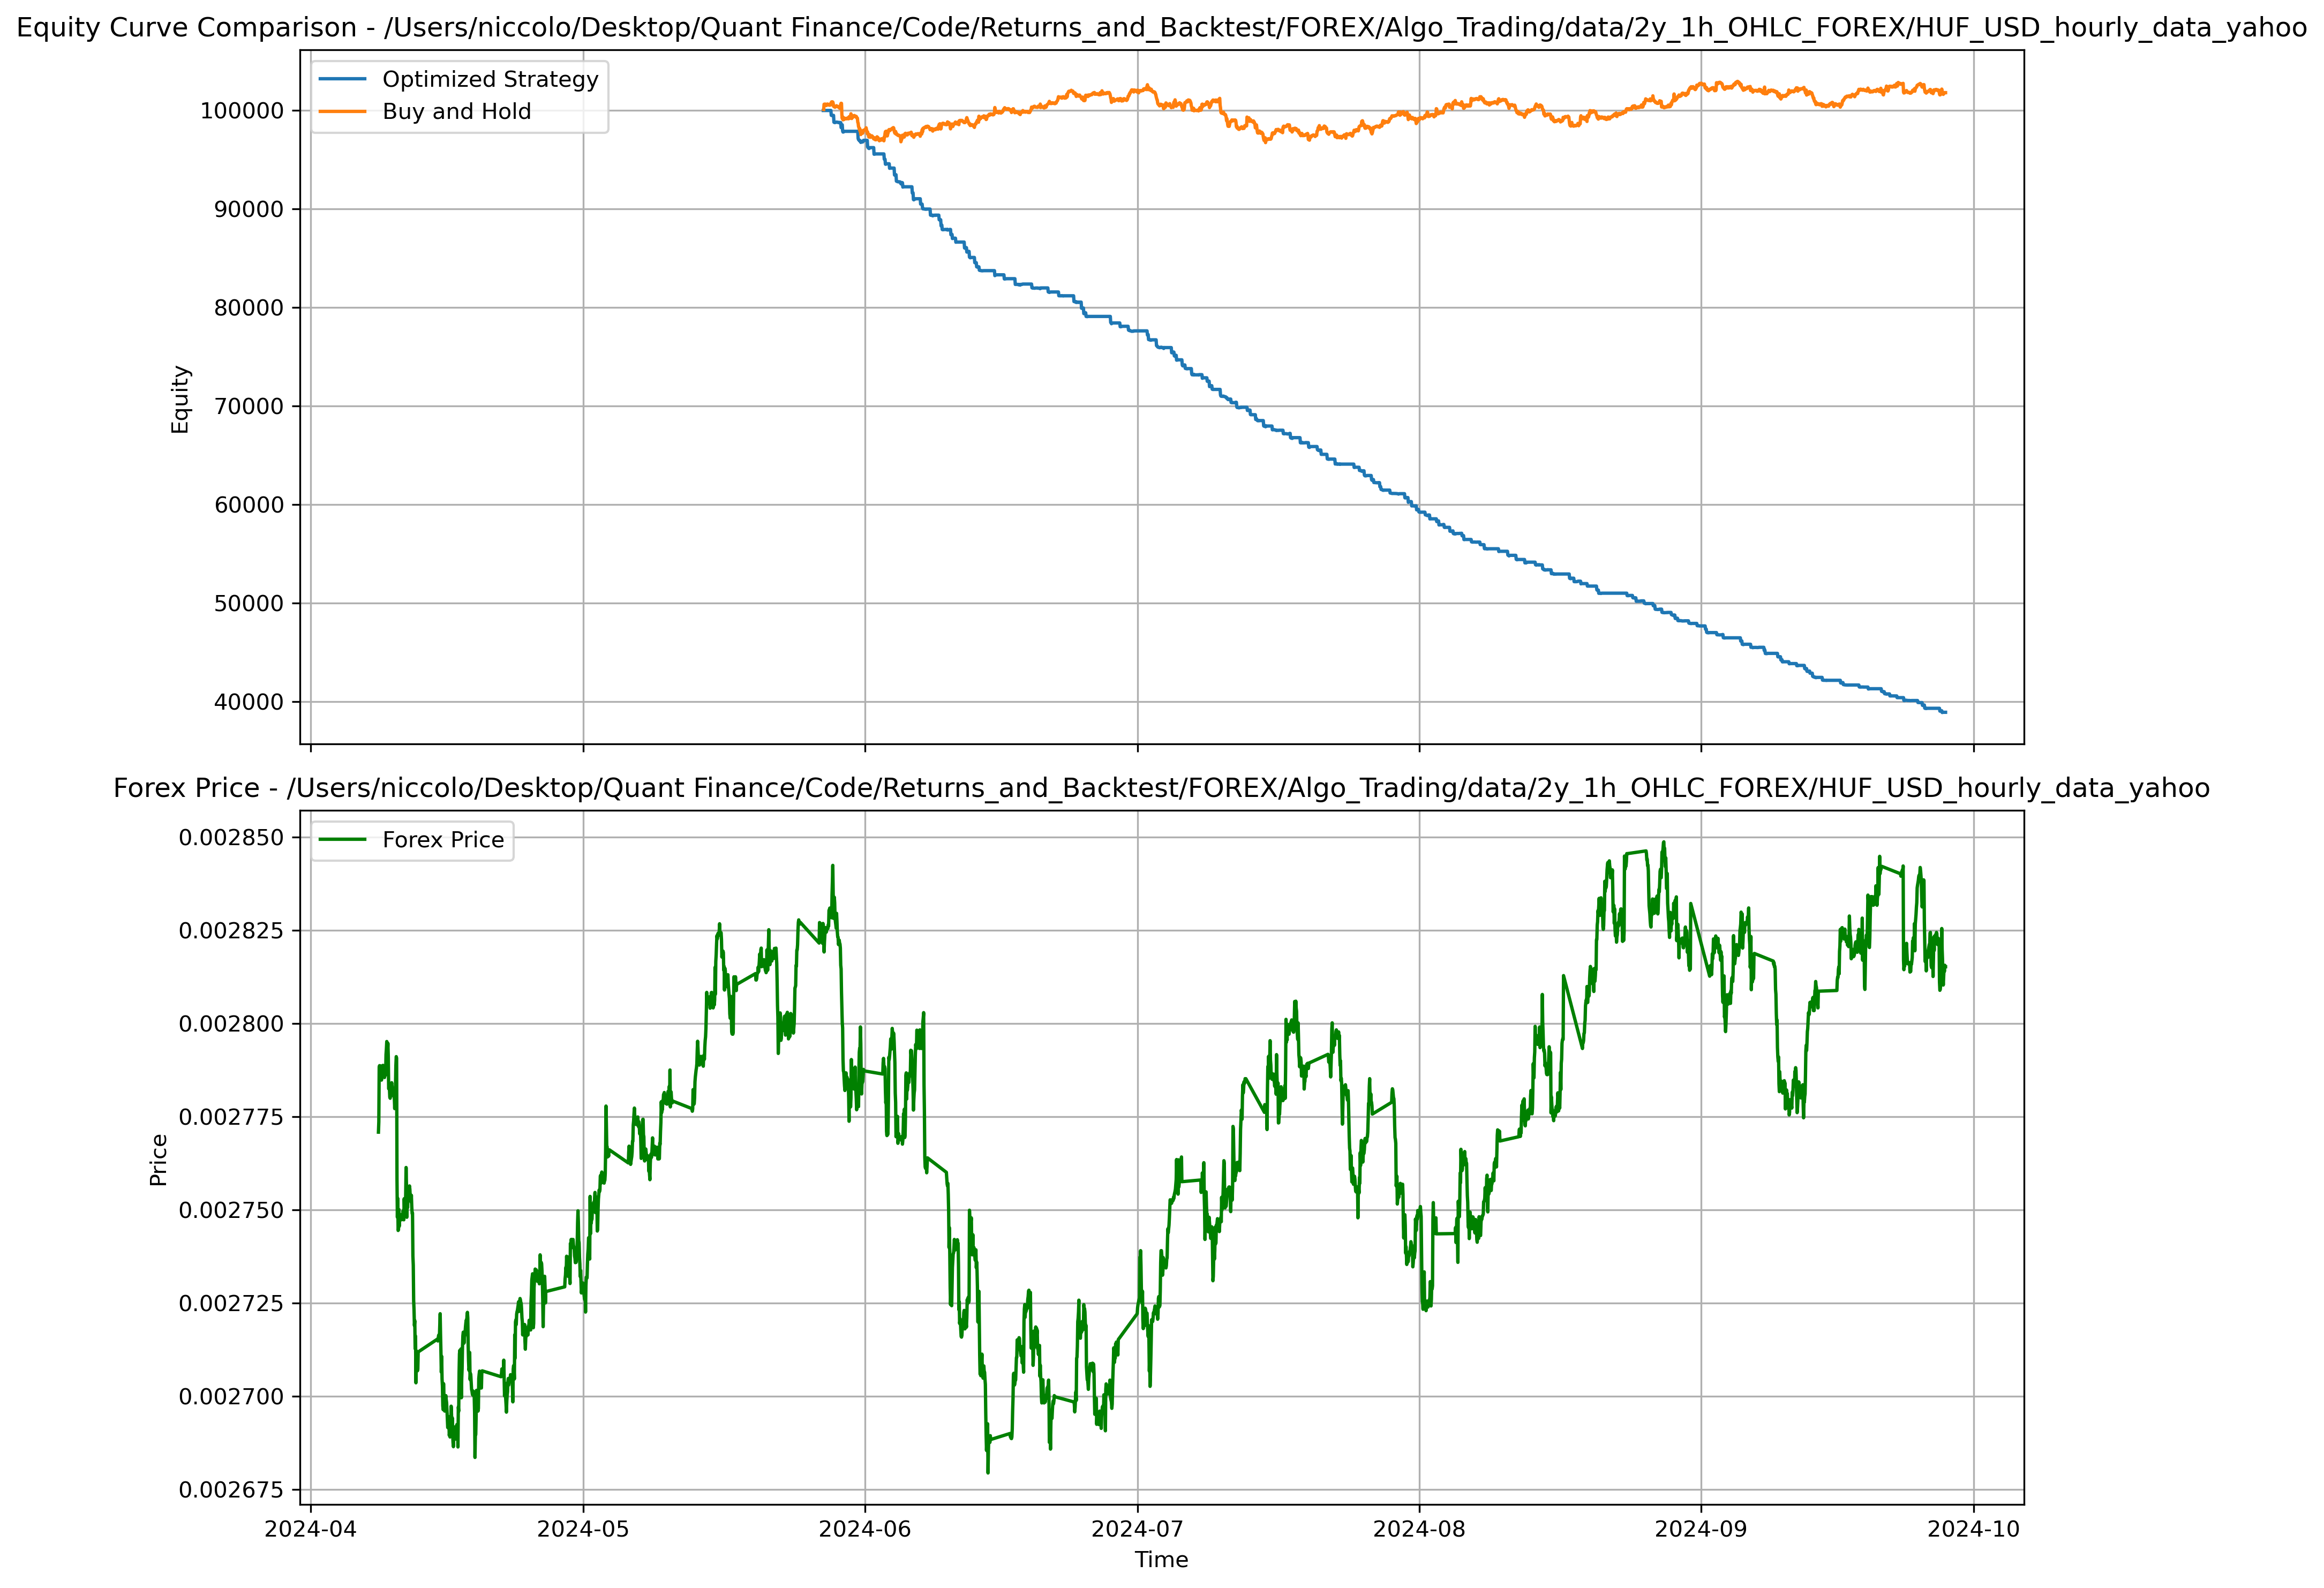 Equity Curve Comparison - /Users/niccolo/Desktop/Quant Finance/Code/Returns_and_Backtest/FOREX/Algo_Trading/data/2y_1h_OHLC_FOREX/HUF_USD_hourly_data_yahoo
Optimized Strategy
Buy and Hold
100000
90000
80000
70000
60000
50000
40000
Equity
Forex Price - /Users/niccolo/Desktop/Quant Finance/Code/Returns_and_Backtest/FOREX/Algo_Trading/data/2y_1h_OHLC_FOREX/HUF_USD_hourly_data_yahoo
Forex Price
0.002850
0.002825
0.002800
0.002775
0.002750
0.002725
0.002700
0.002675
Price
2024-04 2024-05 2024-06 2024-07 2024-08 2024-09 2024-10
Time